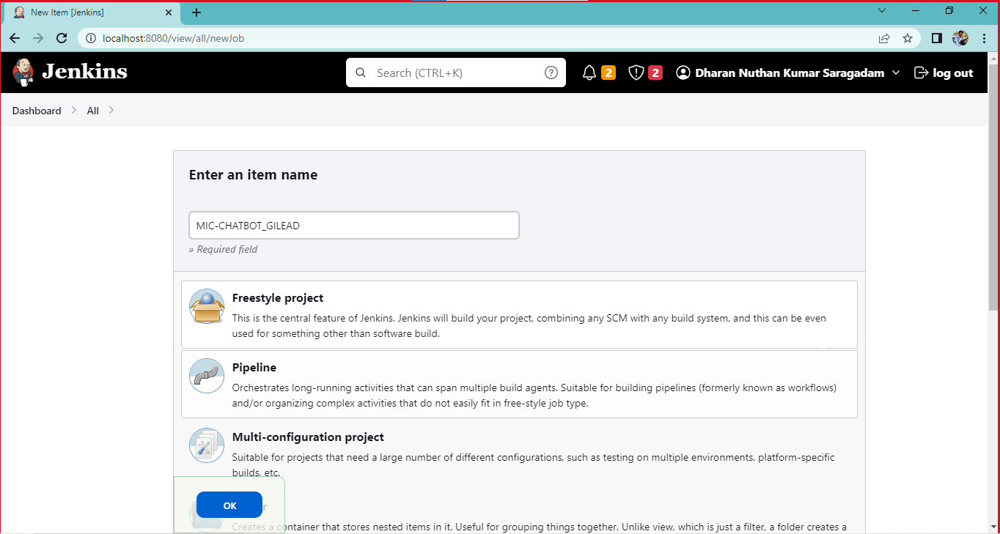 New Item [Jenkins]
localhost:8080/view/all/newJob
Jenkins
Search (CTRL+K)
2
2
Dharan Nuthan Kumar Saragadam
log out
Dashboard
All
Enter an item name
MIC-CHATBOT_GILEAD
» Required field
Freestyle project
This is the central feature of Jenkins. Jenkins will build your project, combining any SCM with any build system, and this can be even
used for something other than software build.
Pipeline
Orchestrates long-running activities that can span multiple build agents. Suitable for building pipelines (formerly known as workflows)
and/or organizing complex activities that do not easily fit in free-style job type.
Multi-configuration project
Suitable for projects that need a large number of different configurations, such as testing on multiple environments, platform-specific
builds, etc.
OK
Creates a container that stores nested items in it. Useful for grouping things together. Unlike view, which is just a filter, a folder creates a